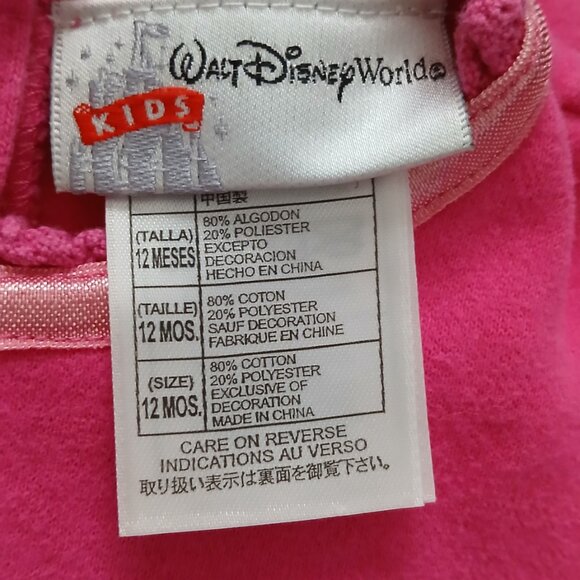 WALT DISNEY World®
KIDS
中国製
(TALLA)
12 MESES
80% ALGODON
20% POLIESTER
EXCEPTO
DECORACION
HECHO EN CHINA
(TAILLE)
12 MOS.
80% COTON
20% POLYESTER
SAUF DECORATION
FABRIQUE EN CHINE
(SIZE)
12 MOS.
80% COTTON
20% POLYESTER
EXCLUSIVE OF
DECORATION
MADE IN CHINA
CARE ON REVERSE
INDICATIONS AU VERSO
取り扱い表示は裏面を御覧下さい。